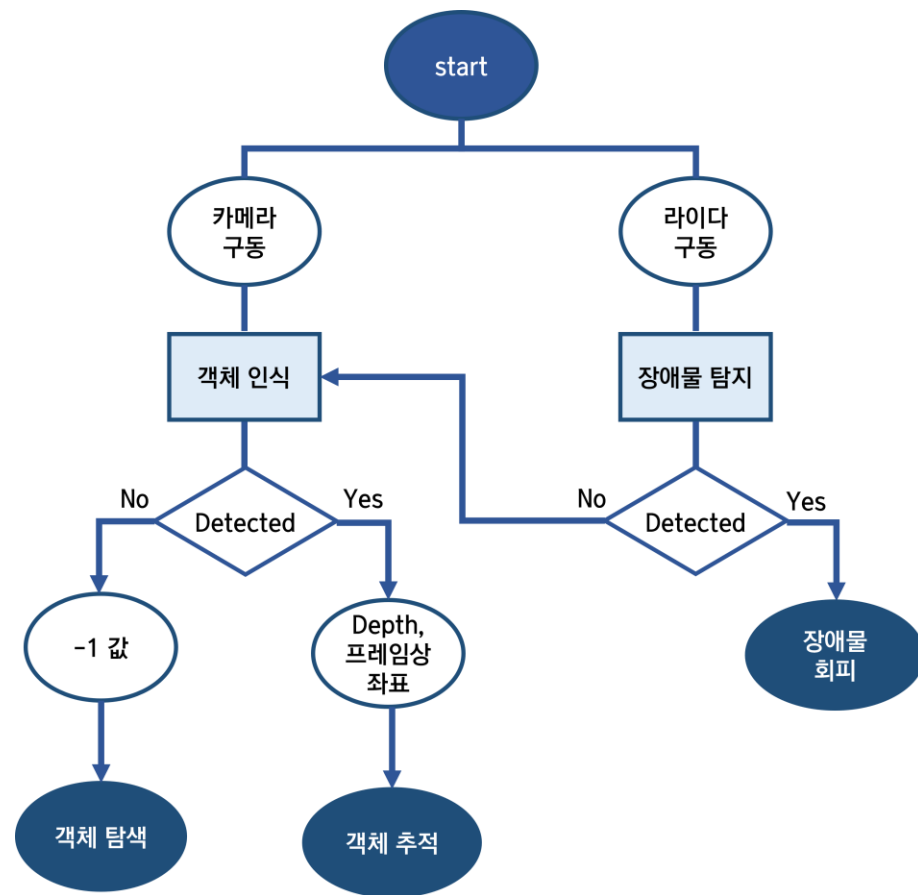 start
카메라
구동
라이다
구동
객체 인식
장애물 탐지
No
Yes
Detected
No
Yes
Detected
-1 값
Depth,
프레임상
좌표
장애물
회피
객체 탐색
객체 추적